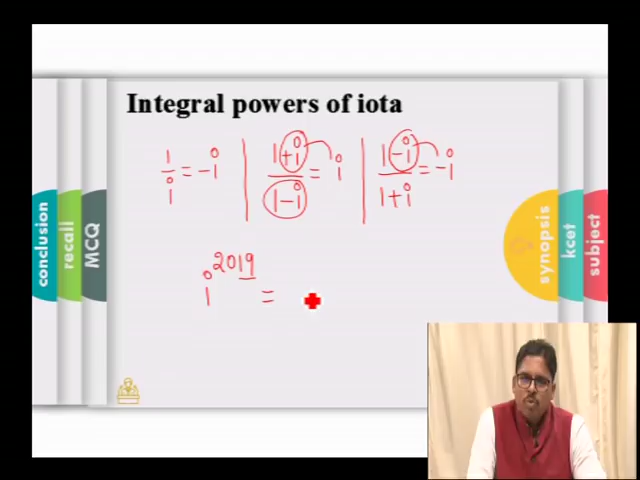 Integral powers of iota
1/i = -i | (1+i)/(1-i) = i | (1-i)/(1+i) = -i
i^2019 =
conclusion
recall
MCQ
synopsis
kcet
subject